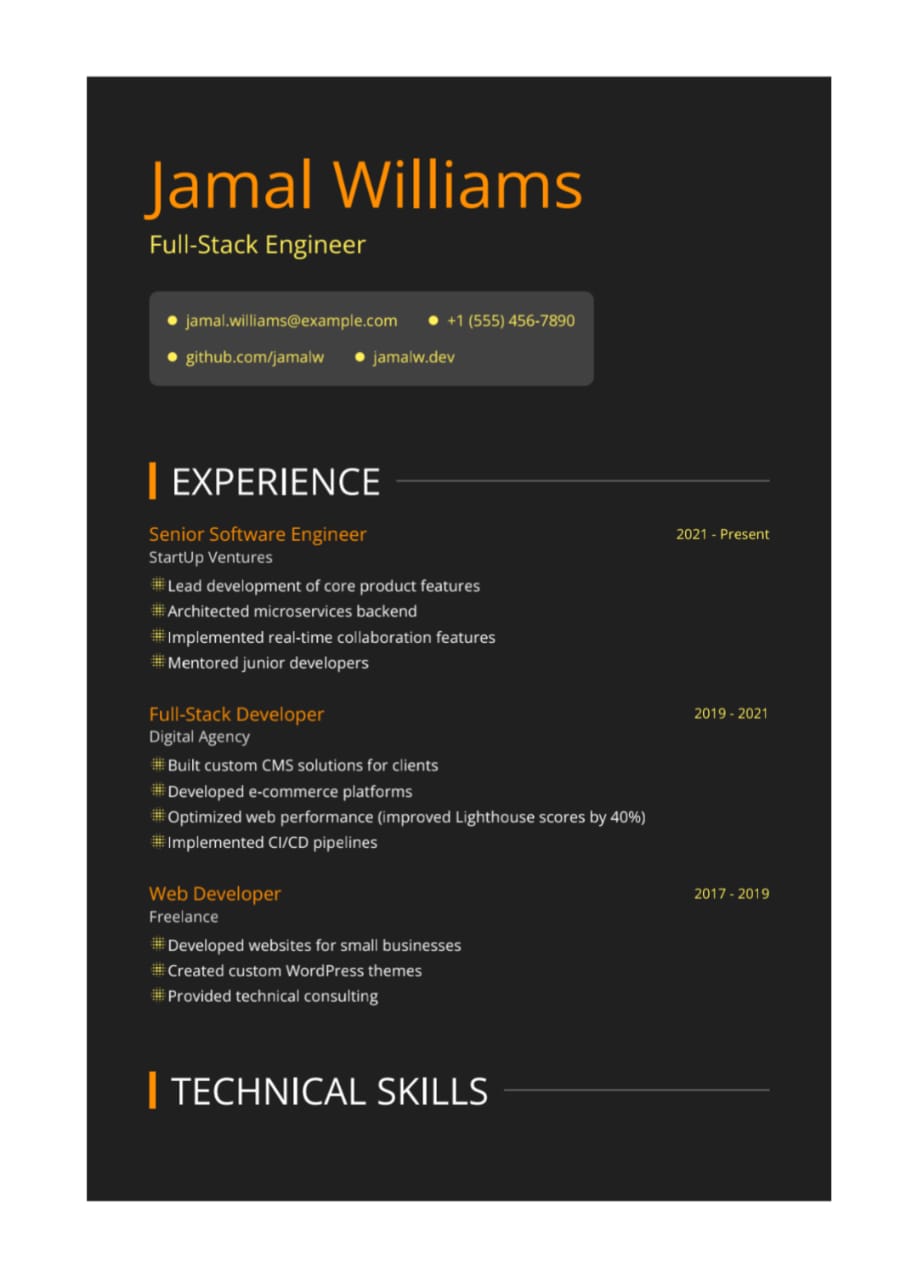 Jamal Williams
Full-Stack Engineer
jamal.williams@example.com +1 (555) 456-7890
github.com/jamalw jamalw.dev
EXPERIENCE
Senior Software Engineer 2021 - Present
StartUp Ventures
Lead development of core product features
Architected microservices backend
Implemented real-time collaboration features
Mentored junior developers
Full-Stack Developer 2019 - 2021
Digital Agency
Built custom CMS solutions for clients
Developed e-commerce platforms
Optimized web performance (improved Lighthouse scores by 40%)
Implemented CI/CD pipelines
Web Developer 2017 - 2019
Freelance
Developed websites for small businesses
Created custom WordPress themes
Provided technical consulting
TECHNICAL SKILLS